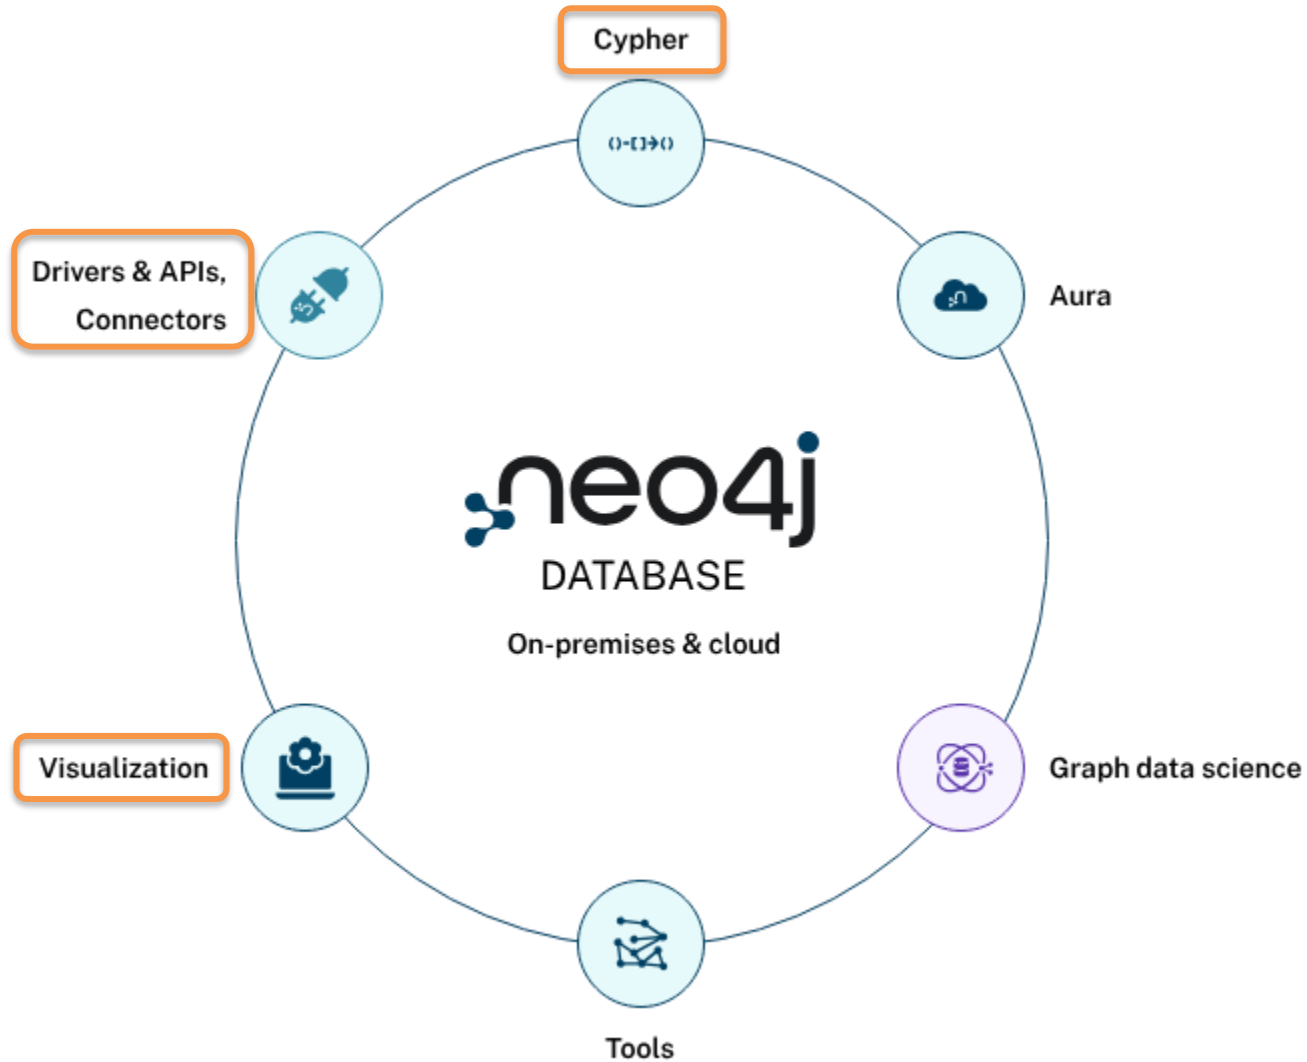 Cypher
()-[]→()
Drivers & APIs,
Connectors
Aura
neo4j
DATABASE
On-premises & cloud
Visualization
Graph data science
Tools